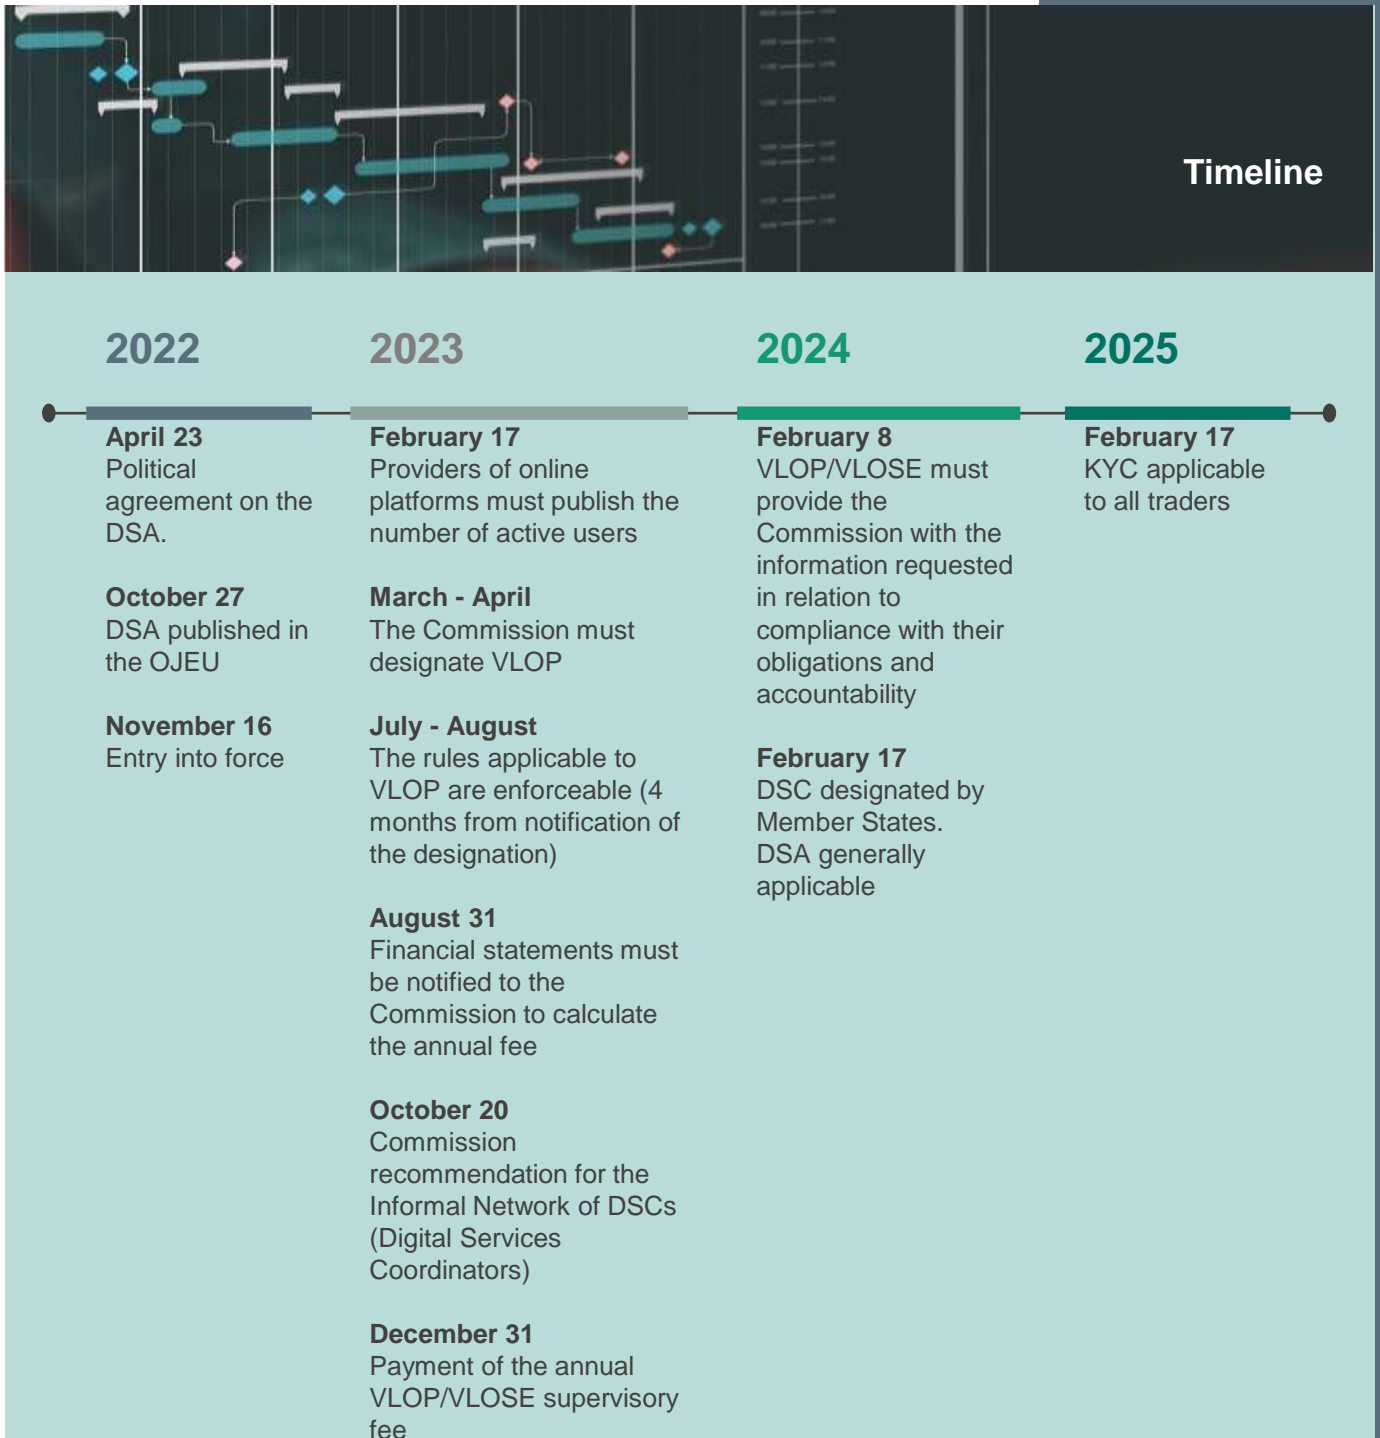 Timeline
2022
2023
2024
2025
April 23
Political
agreement on the
DSA.
October 27
DSA published in
the OJEU
November 16
Entry into force
February 17
Providers of online
platforms must publish the
number of active users
March - April
The Commission must
designate VLOP
July - August
The rules applicable to
VLOP are enforceable (4
months from notification of
the designation)
August 31
Financial statements must
be notified to the
Commission to calculate
the annual fee
October 20
Commission
recommendation for the
Informal Network of DSCs
(Digital Services
Coordinators)
December 31
Payment of the annual
VLOP/VLOSE supervisory
fee
February 8
VLOP/VLOSE must
provide the
Commission with the
information requested
in relation to
compliance with their
obligations and
accountability
February 17
DSC designated by
Member States.
DSA generally
applicable
February 17
KYC applicable
to all traders